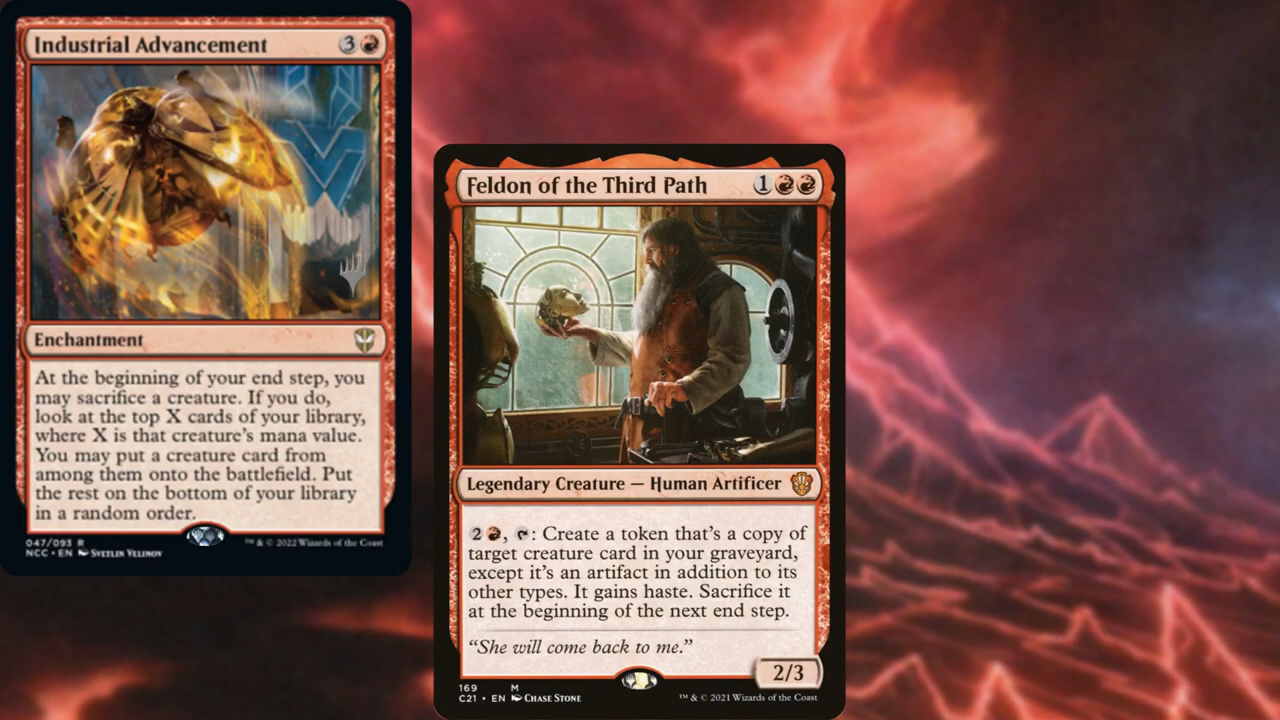 Industrial Advancement 3
Enchantment
At the beginning of your end step, you
may sacrifice a creature. If you do,
look at the top X cards of your library,
where X is that creature's mana value.
You may put a creature card from
among them onto the battlefield. Put
the rest on the bottom of your library
in a random order.
047/093 R
NCC • EN Svetlin Velinov
™ & © 2022 Wizards of the Coast
Feldon of the Third Path 1
Legendary Creature — Human Artificer
2 , : Create a token that's a copy of
target creature card in your graveyard,
except it's an artifact in addition to its
other types. It gains haste. Sacrifice it
at the beginning of the next end step.
"She will come back to me."
2/3
169 M
C21 • EN Chase Stone
™ & © 2021 Wizards of the Coast